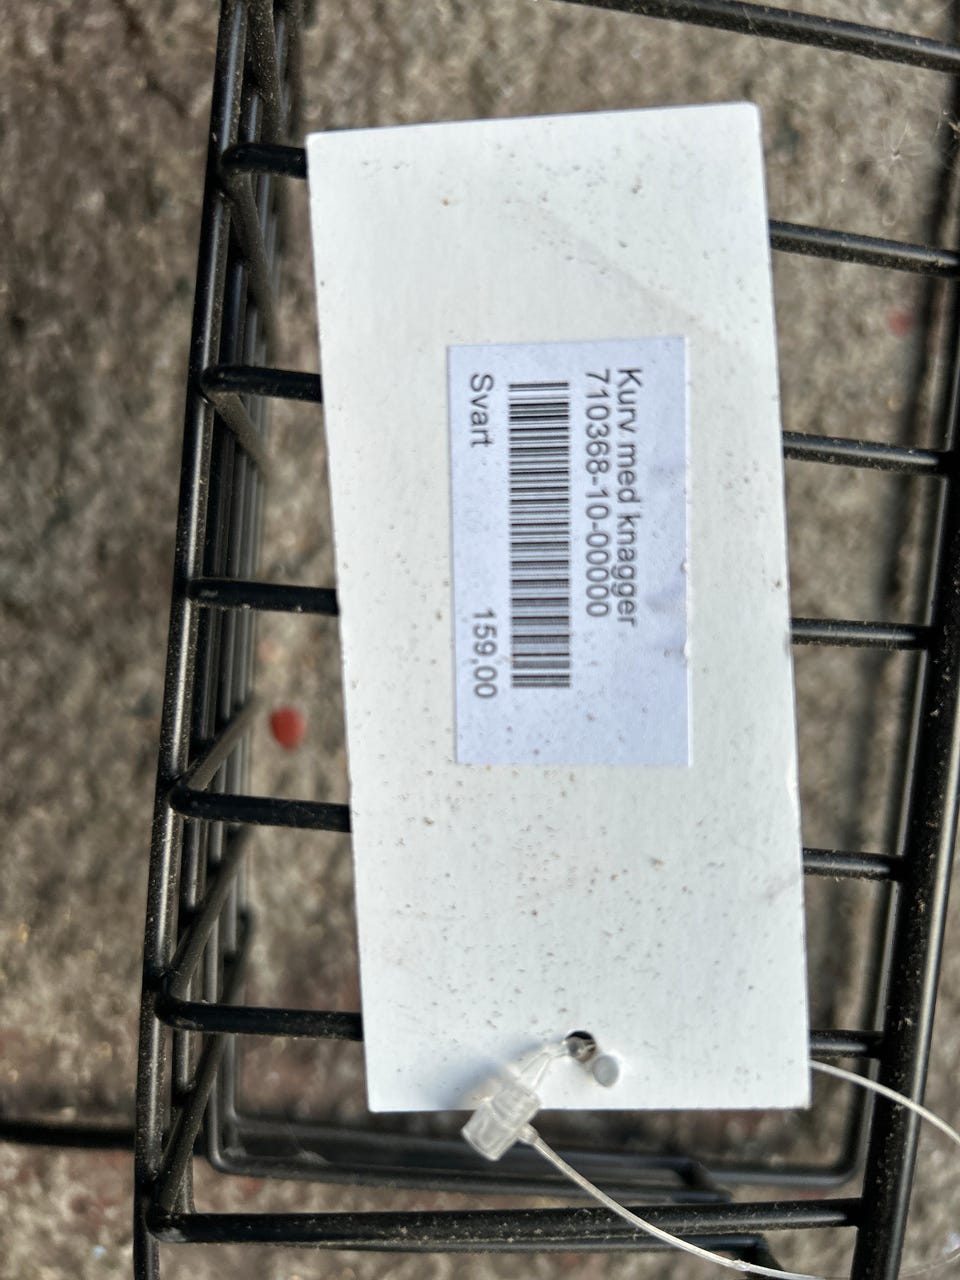 Kurv med knagger
710368-10-00000
Svart 159,00